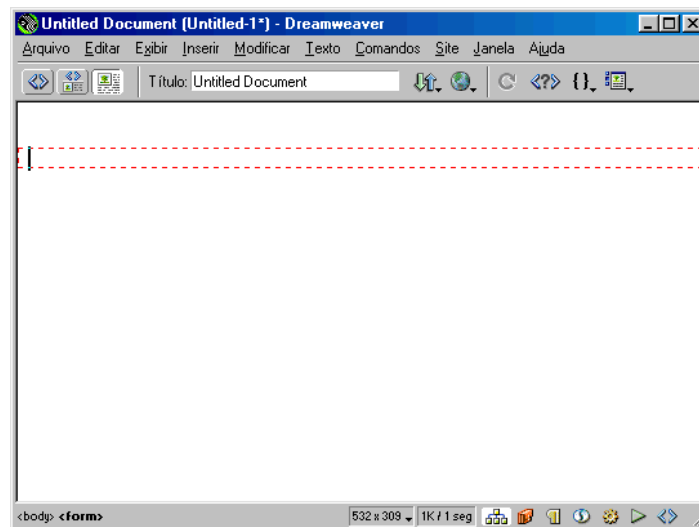 Untitled Document (Untitled-1*) - Dreamweaver
Arquivo Editar Exibir Inserir Modificar Texto Comandos Site Janela Ajuda
Título: Untitled Document
<body> <form> 532 x 309 1K / 1 seg